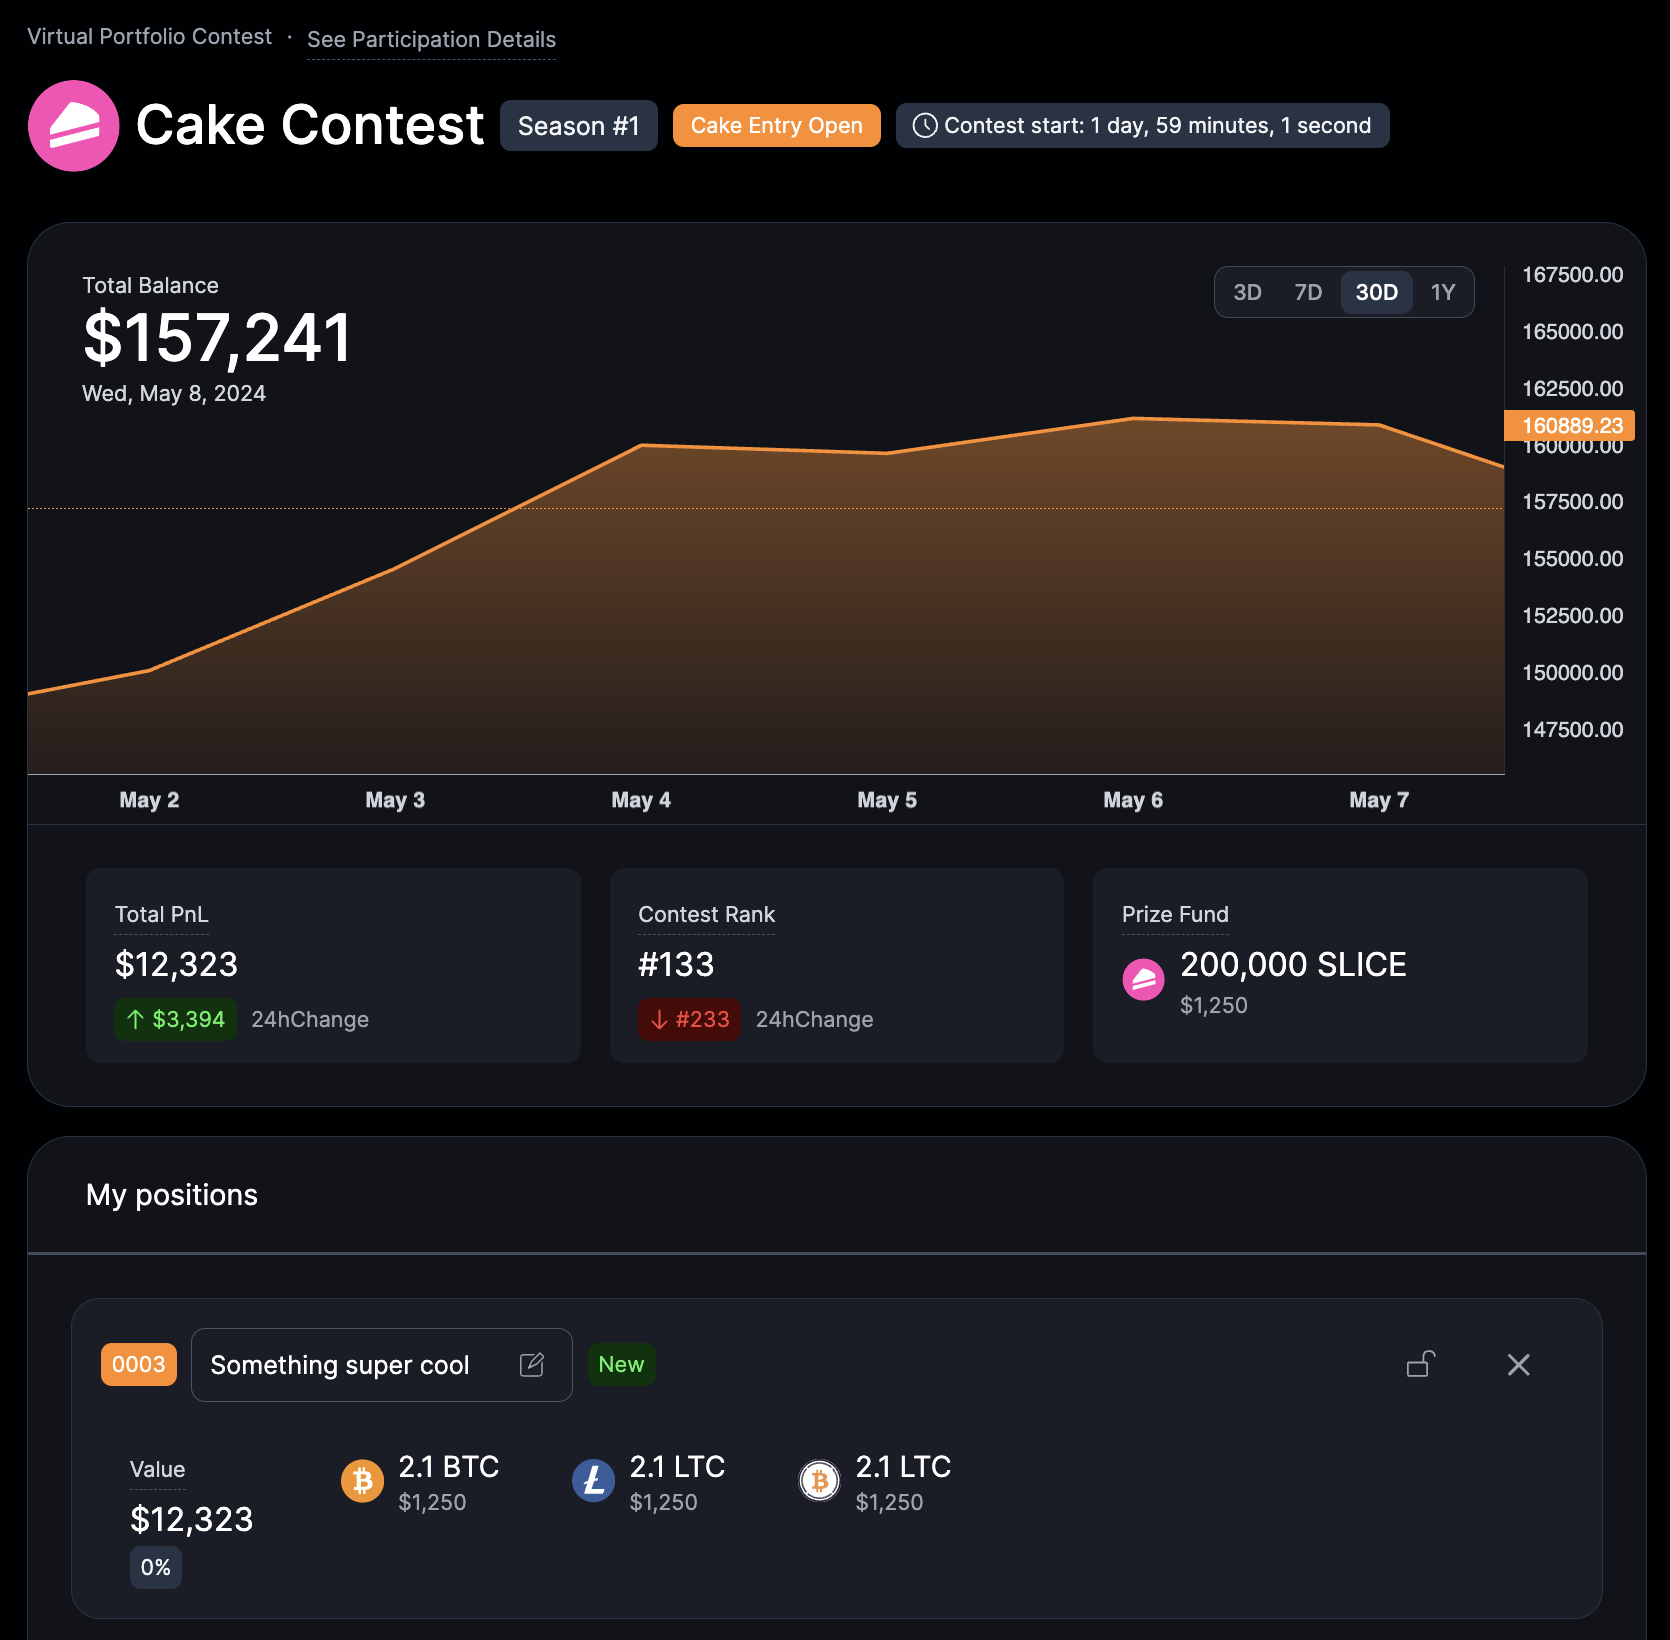 Virtual Portfolio Contest · See Participation Details
Cake Contest Season #1 Cake Entry Open Contest start: 1 day, 59 minutes, 1 second
Total Balance
$157,241
Wed, May 8, 2024
3D 7D 30D 1Y
167500.00
165000.00
162500.00
160889.23
160000.00
157500.00
155000.00
152500.00
150000.00
147500.00
May 2 May 3 May 4 May 5 May 6 May 7
Total PnL
$12,323
↑ $3,394 24hChange
Contest Rank
#133
↓ #233 24hChange
Prize Fund
200,000 SLICE
$1,250
My positions
0003 Something super cool New
Value
$12,323
0%
2.1 BTC
$1,250
2.1 LTC
$1,250
2.1 LTC
$1,250